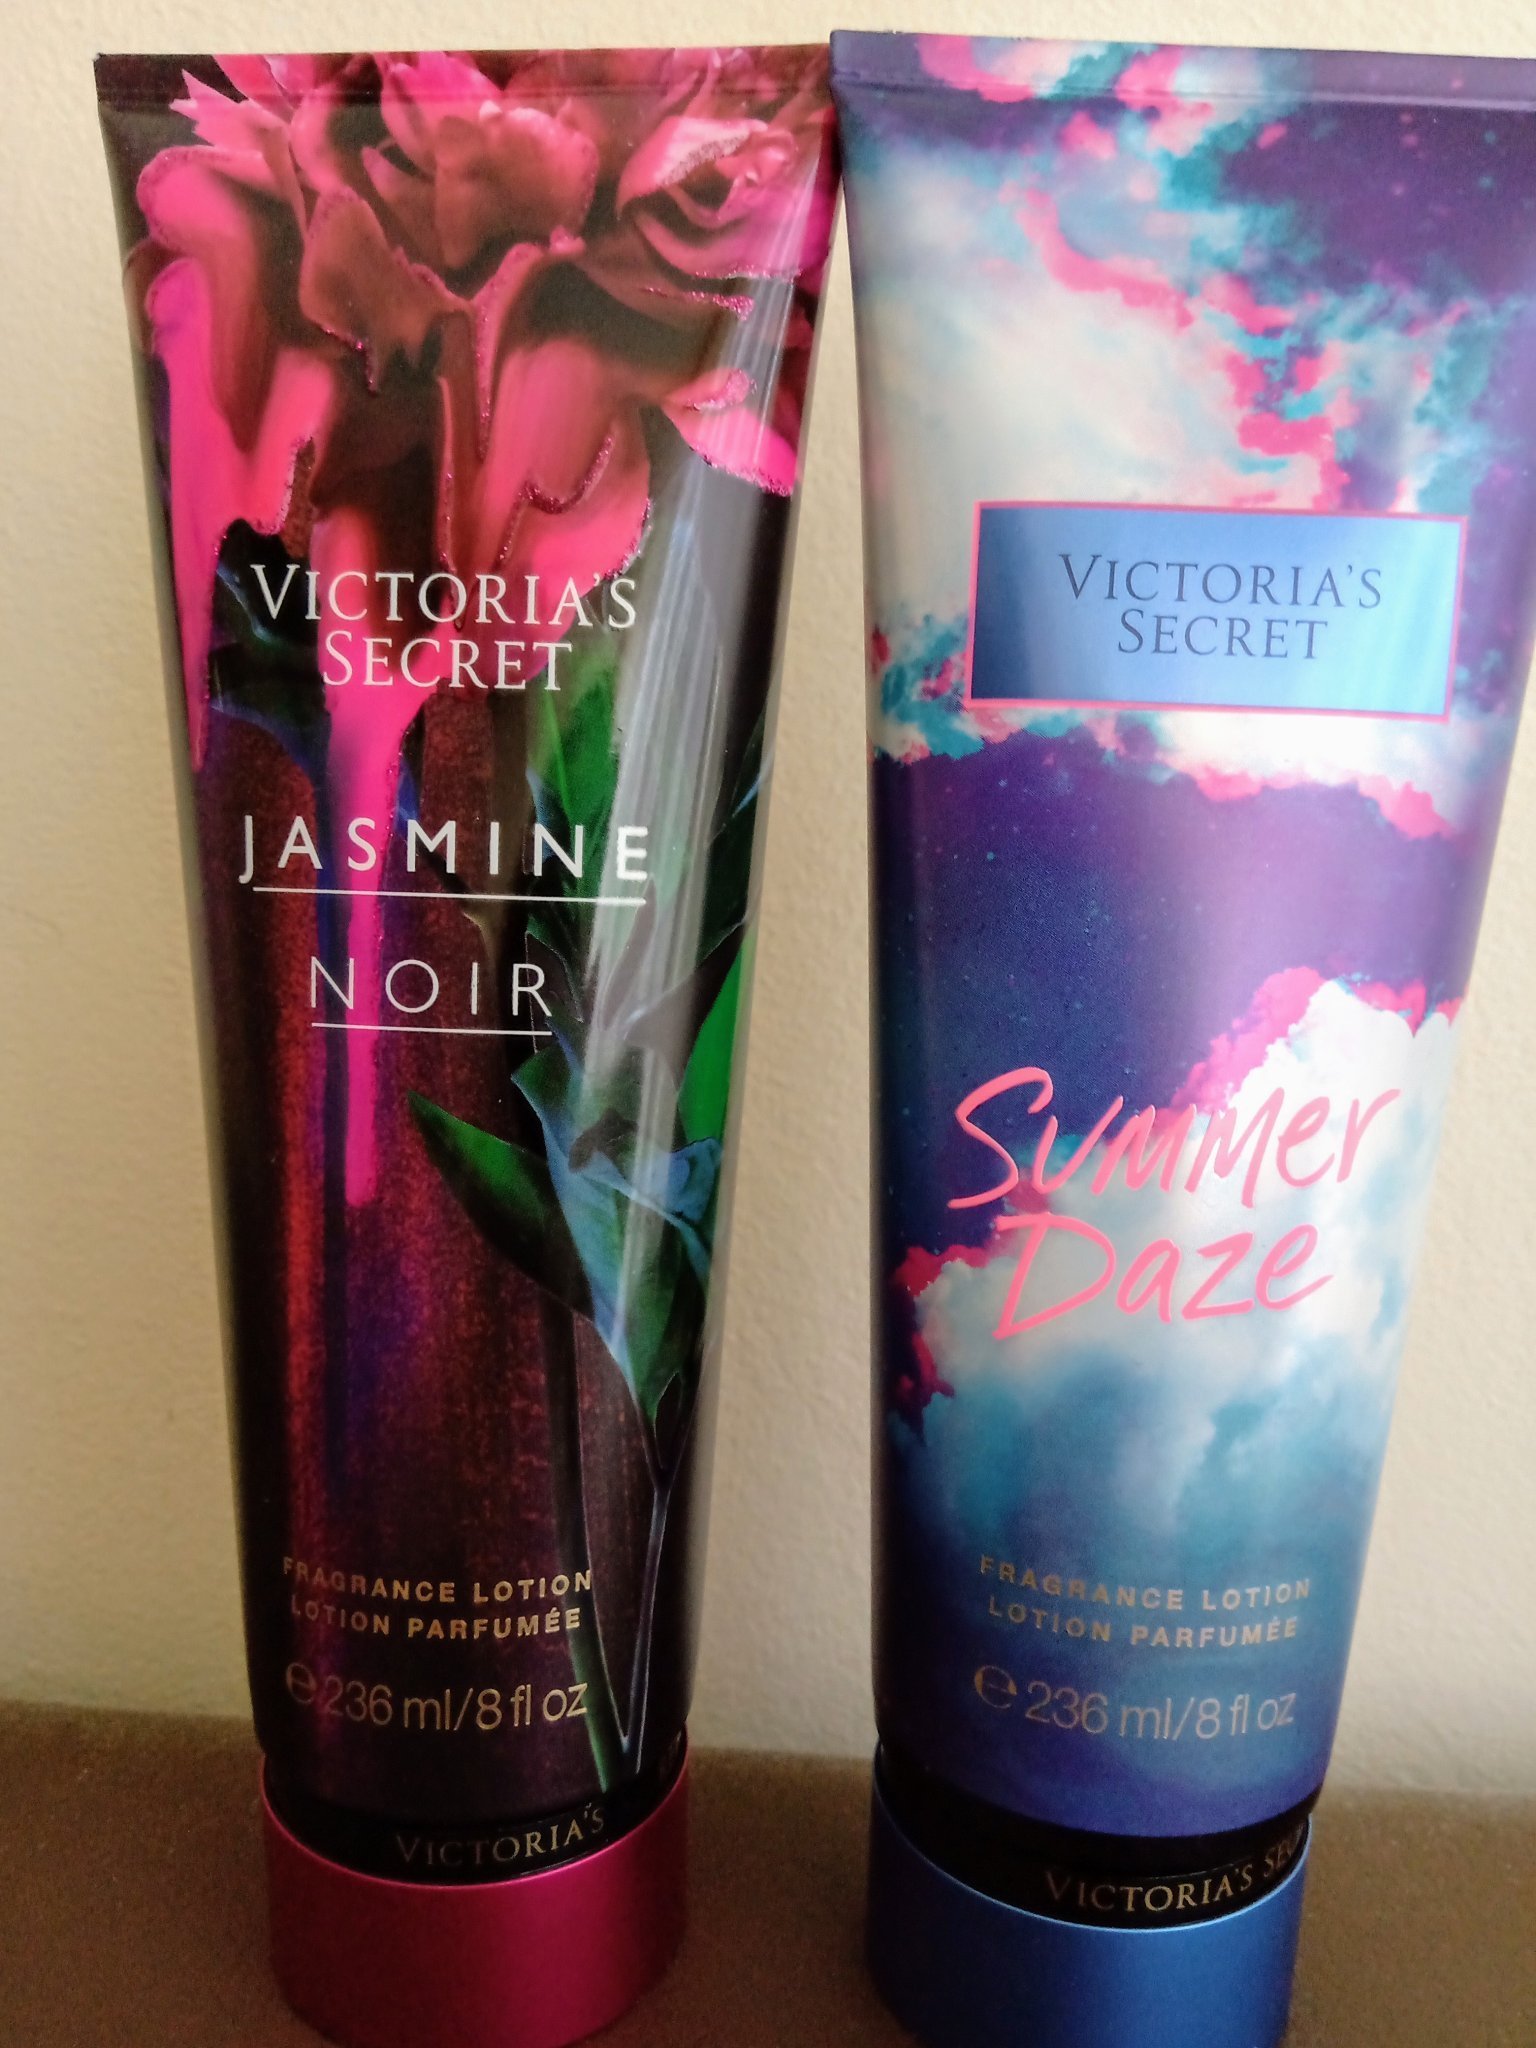 VICTORIA'S
SECRET
JASMINE
NOIR
FRAGRANCE LOTION
LOTION PARFUMÉE
℮ 236 ml/8 fl oz
VICTORIA'S
VICTORIA'S
SECRET
Summer
Daze
FRAGRANCE LOTION
LOTION PARFUMÉE
℮ 236 ml/8 fl oz
VICTORIA'S